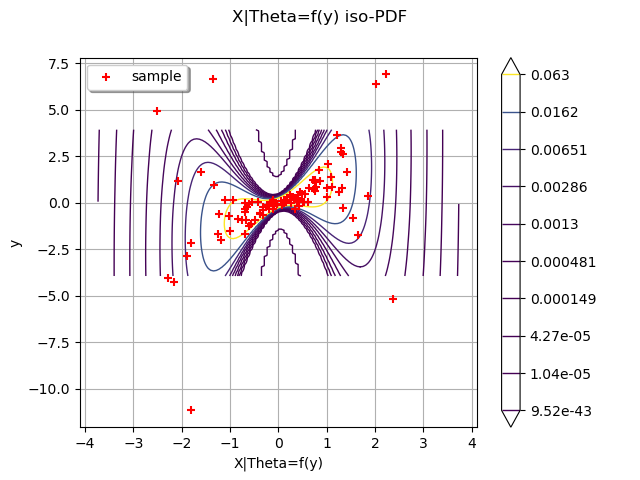 X|Theta=f(y) iso-PDF
sample
7.5
5.0
2.5
0.0
−2.5
−5.0
−7.5
−10.0
y
−4 −3 −2 −1 0 1 2 3 4
X|Theta=f(y)
0.063
0.0162
0.00651
0.00286
0.0013
0.000481
0.000149
4.27e-05
1.04e-05
9.52e-43